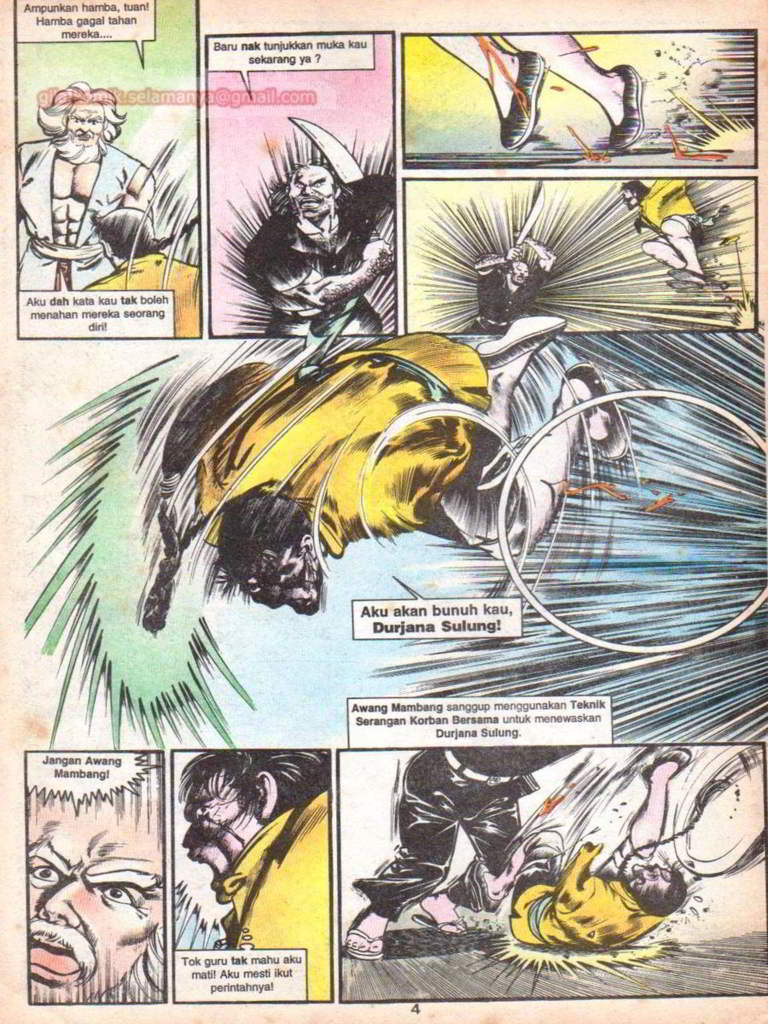 Ampunkan hamba, tuan!
Hamba gagal tahan
mereka....
Baru nak tunjukkan muka kau
sekarang ya ?
Aku dah kata kau tak boleh
menahan mereka seorang
diri!
Aku akan bunuh kau,
Durjana Sulung!
Awang Mambang sanggup menggunakan Teknik
Serangan Korban Bersama untuk menewaskan
Durjana Sulung.
Jangan Awang
Mambang!
Tok guru tak mahu aku
mati! Aku mesti ikut
perintahnya!
4